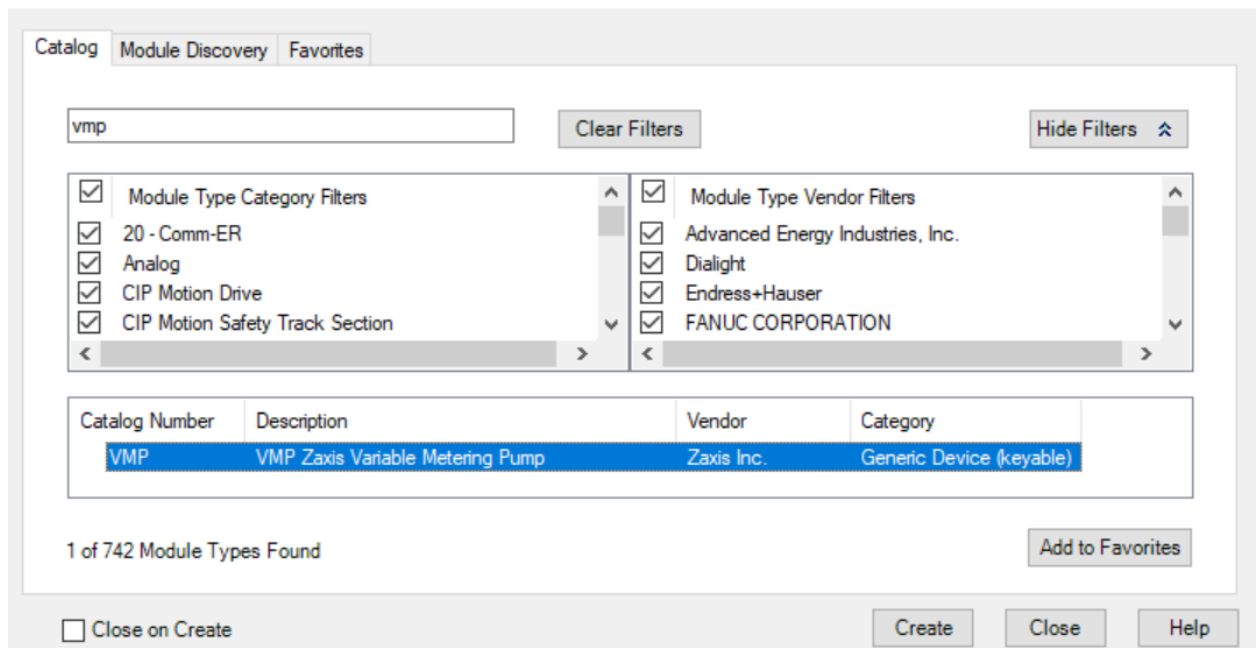 Catalog Module Discovery Favorites
vmp Clear Filters Hide Filters
Module Type Category Filters
20 - Comm-ER
Analog
CIP Motion Drive
CIP Motion Safety Track Section
Module Type Vendor Filters
Advanced Energy Industries, Inc.
Dialight
Endress+Hauser
FANUC CORPORATION
Catalog Number Description Vendor Category
VMP VMP Zaxis Variable Metering Pump Zaxis Inc. Generic Device (keyable)
1 of 742 Module Types Found Add to Favorites
Close on Create Create Close Help